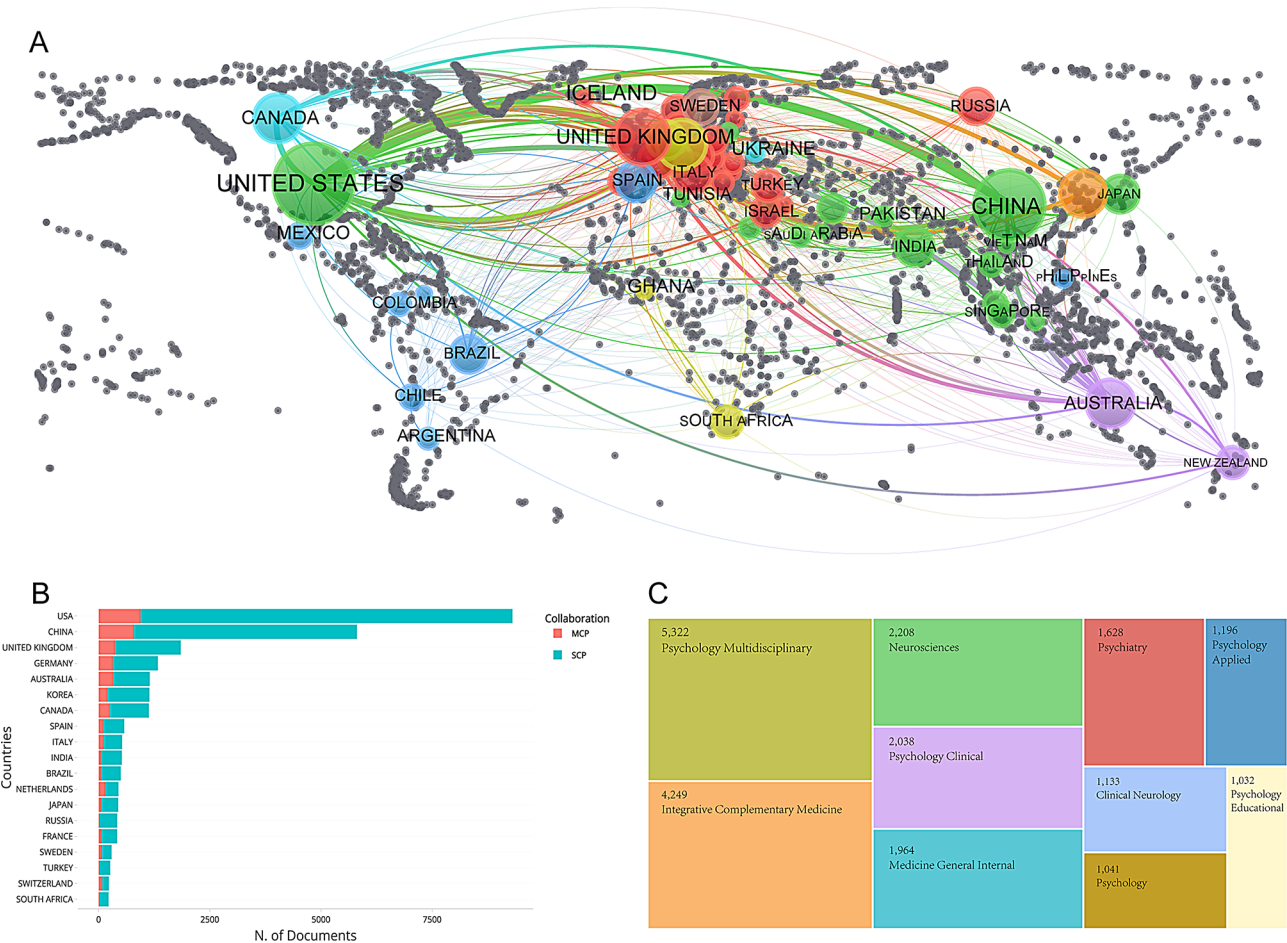 A
ICELAND
SWEDEN
RUSSIA
CANADA
UNITED KINGDOM
UKRAINE
UNITED STATES
SPAIN
ITALY
TURKEY
TUNISIA
JAPAN
CHINA
ISRAEL
PAKISTAN
MEXICO
SAUDI ARABIA
INDIA
VIET NAM
THAILAND
PHILIPPINES
GHANA
COLOMBIA
SINGAPORE
BRAZIL
CHILE
AUSTRALIA
SOUTH AFRICA
ARGENTINA
NEW ZEALAND
B
Countries
USA
CHINA
UNITED KINGDOM
GERMANY
AUSTRALIA
KOREA
CANADA
SPAIN
ITALY
INDIA
BRAZIL
NETHERLANDS
JAPAN
RUSSIA
FRANCE
SWEDEN
TURKEY
SWITZERLAND
SOUTH AFRICA
0 2500 5000 7500
N. of Documents
Collaboration
MCP
SCP
C
5,322
Psychology Multidisciplinary
4,249
Integrative Complementary Medicine
2,208
Neurosciences
2,038
Psychology Clinical
1,964
Medicine General Internal
1,628
Psychiatry
1,196
Psychology
Applied
1,133
Clinical Neurology
1,041
Psychology
1,032
Psychology
Educational